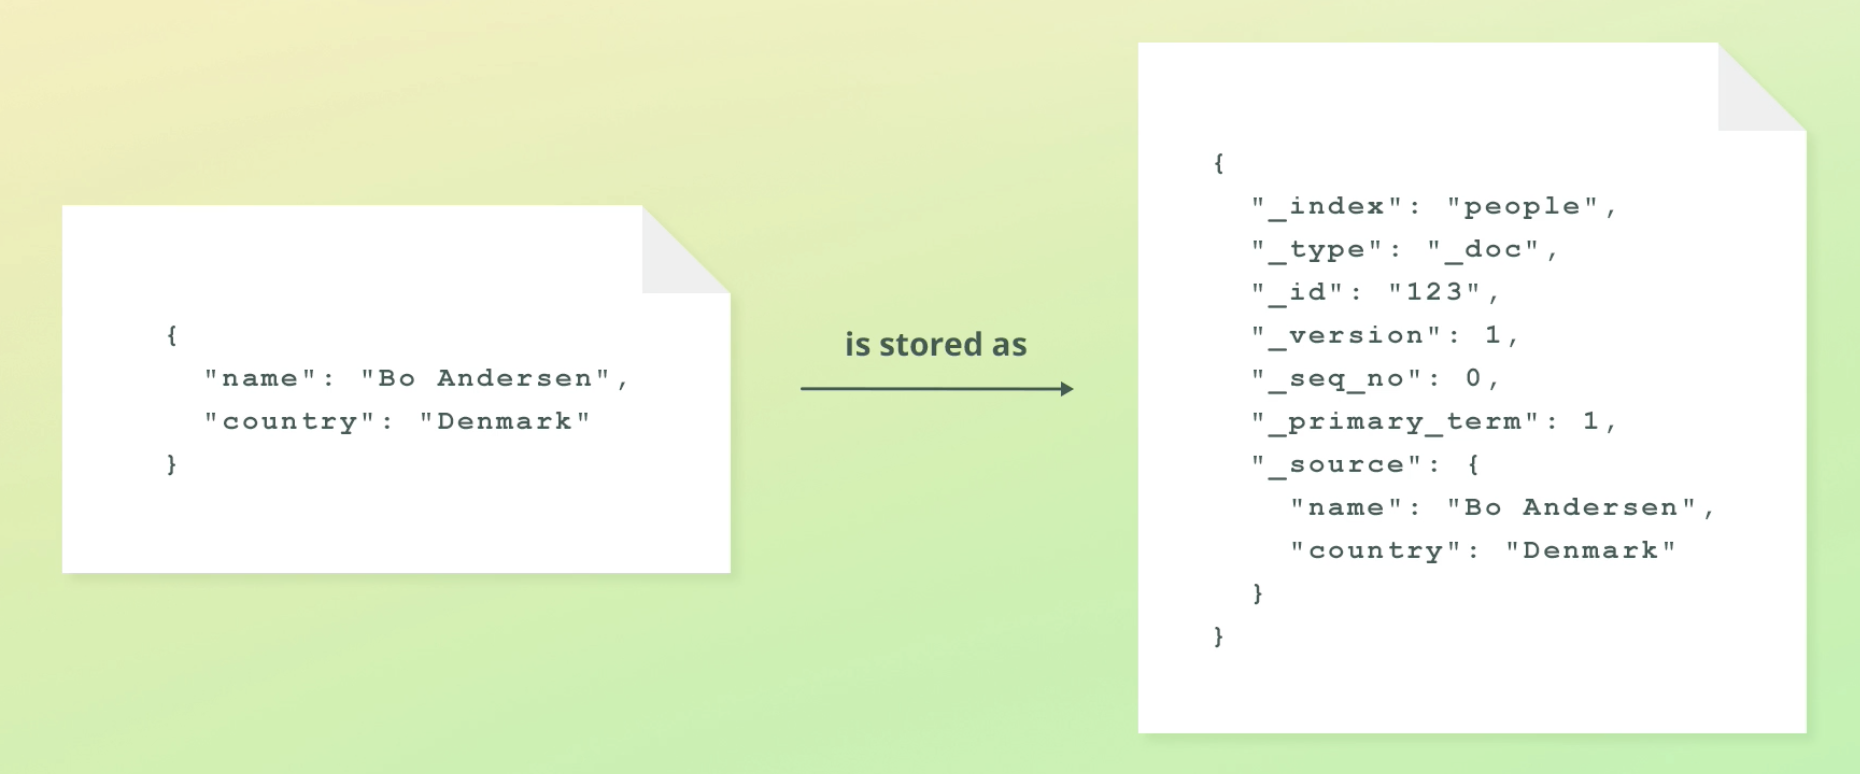 {
"name": "Bo Andersen",
"country": "Denmark"
}
is stored as
{
"_index": "people",
"_type": "_doc",
"_id": "123",
"_version": 1,
"_seq_no": 0,
"_primary_term": 1,
"_source": {
"name": "Bo Andersen",
"country": "Denmark"
}
}